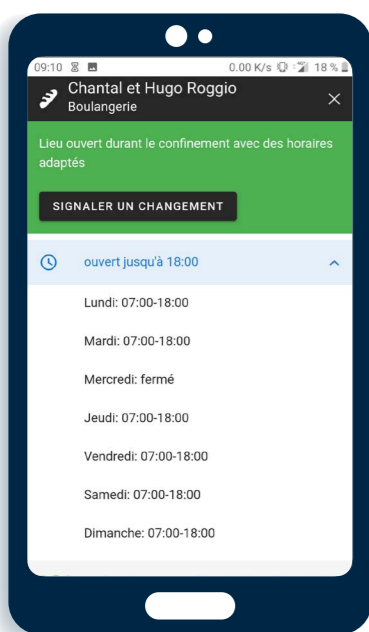 09:10 0.00 K/s 18 %
Chantal et Hugo Roggio
Boulangerie
Lieu ouvert durant le confinement avec des horaires
adaptés
SIGNALER UN CHANGEMENT
ouvert jusqu'à 18:00
Lundi: 07:00-18:00
Mardi: 07:00-18:00
Mercredi: fermé
Jeudi: 07:00-18:00
Vendredi: 07:00-18:00
Samedi: 07:00-18:00
Dimanche: 07:00-18:00